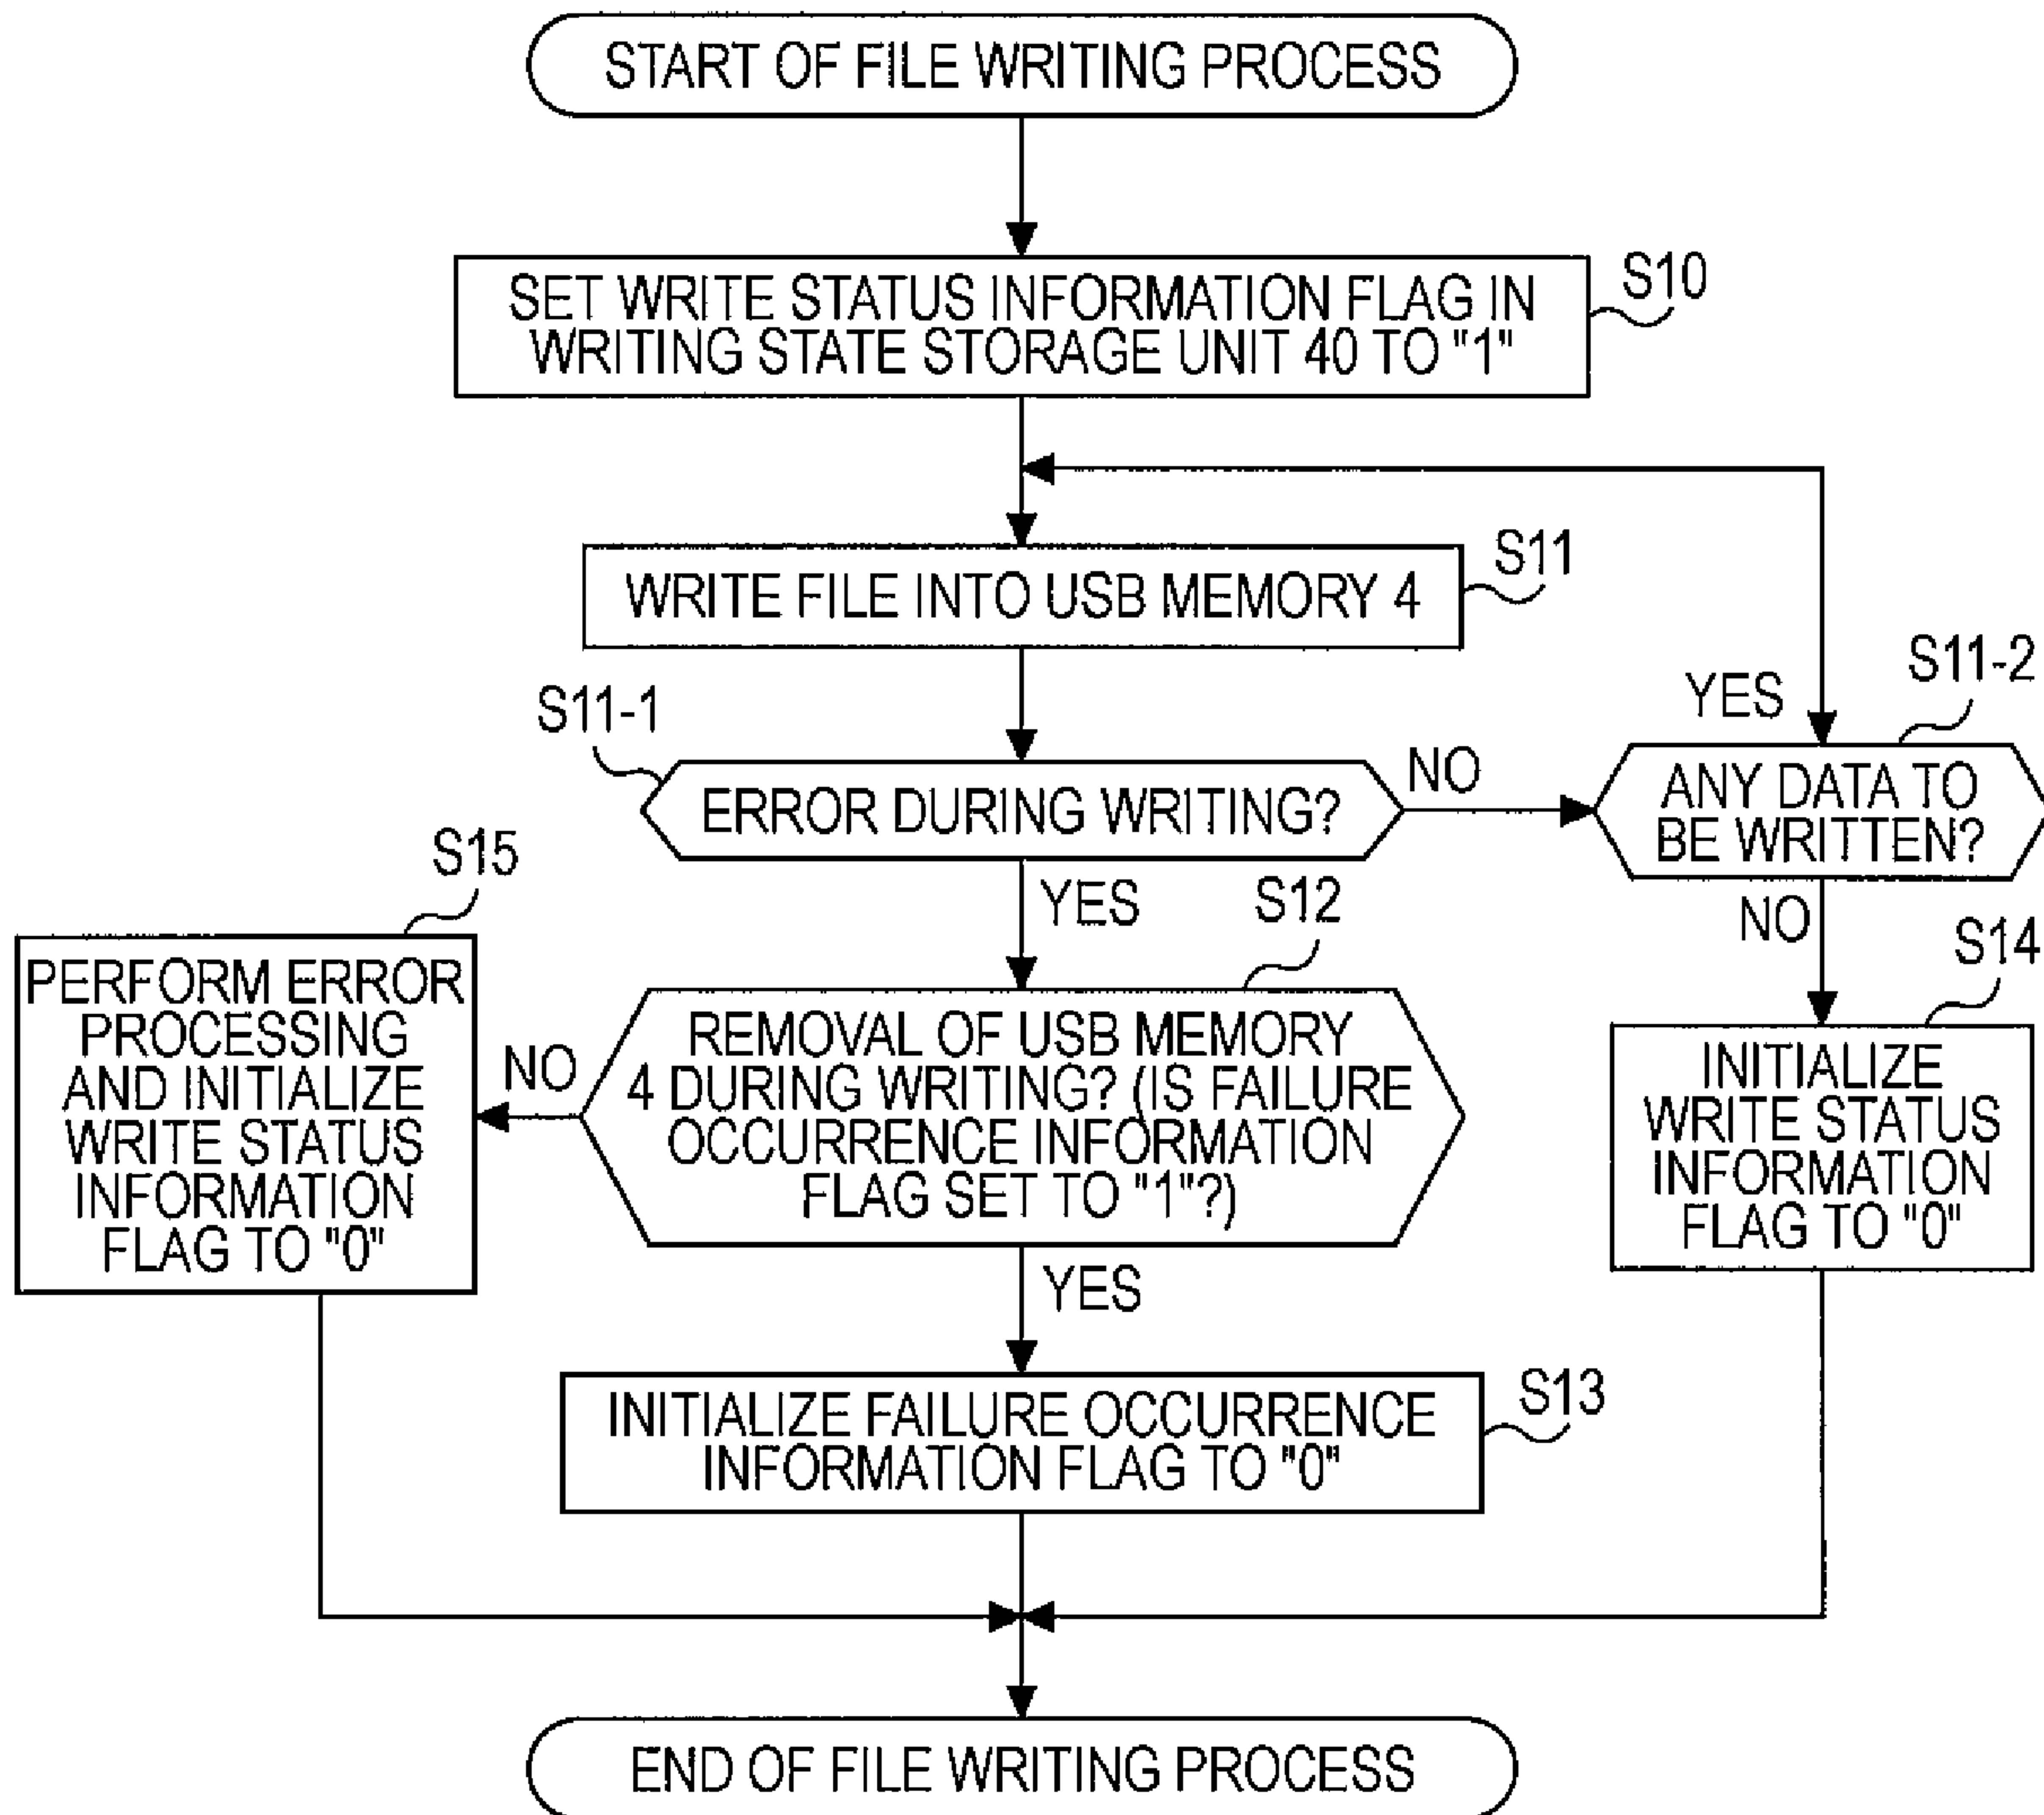 START OF FILE WRITING PROCESS
S10
SET WRITE STATUS INFORMATION FLAG IN
WRITING STATE STORAGE UNIT 40 TO "1"
S11
WRITE FILE INTO USB MEMORY 4
S11-1
ERROR DURING WRITING?
NO
YES
S11-2
YES
ANY DATA TO
BE WRITTEN?
NO
S15
PERFORM ERROR
PROCESSING
AND INITIALIZE
WRITE STATUS
INFORMATION
FLAG TO "0"
NO
S12
REMOVAL OF USB MEMORY
4 DURING WRITING? (IS FAILURE
OCCURRENCE INFORMATION
FLAG SET TO "1"?)
YES
S14
INITIALIZE
WRITE STATUS
INFORMATION
FLAG TO "0"
S13
INITIALIZE FAILURE OCCURRENCE
INFORMATION FLAG TO "0"
END OF FILE WRITING PROCESS